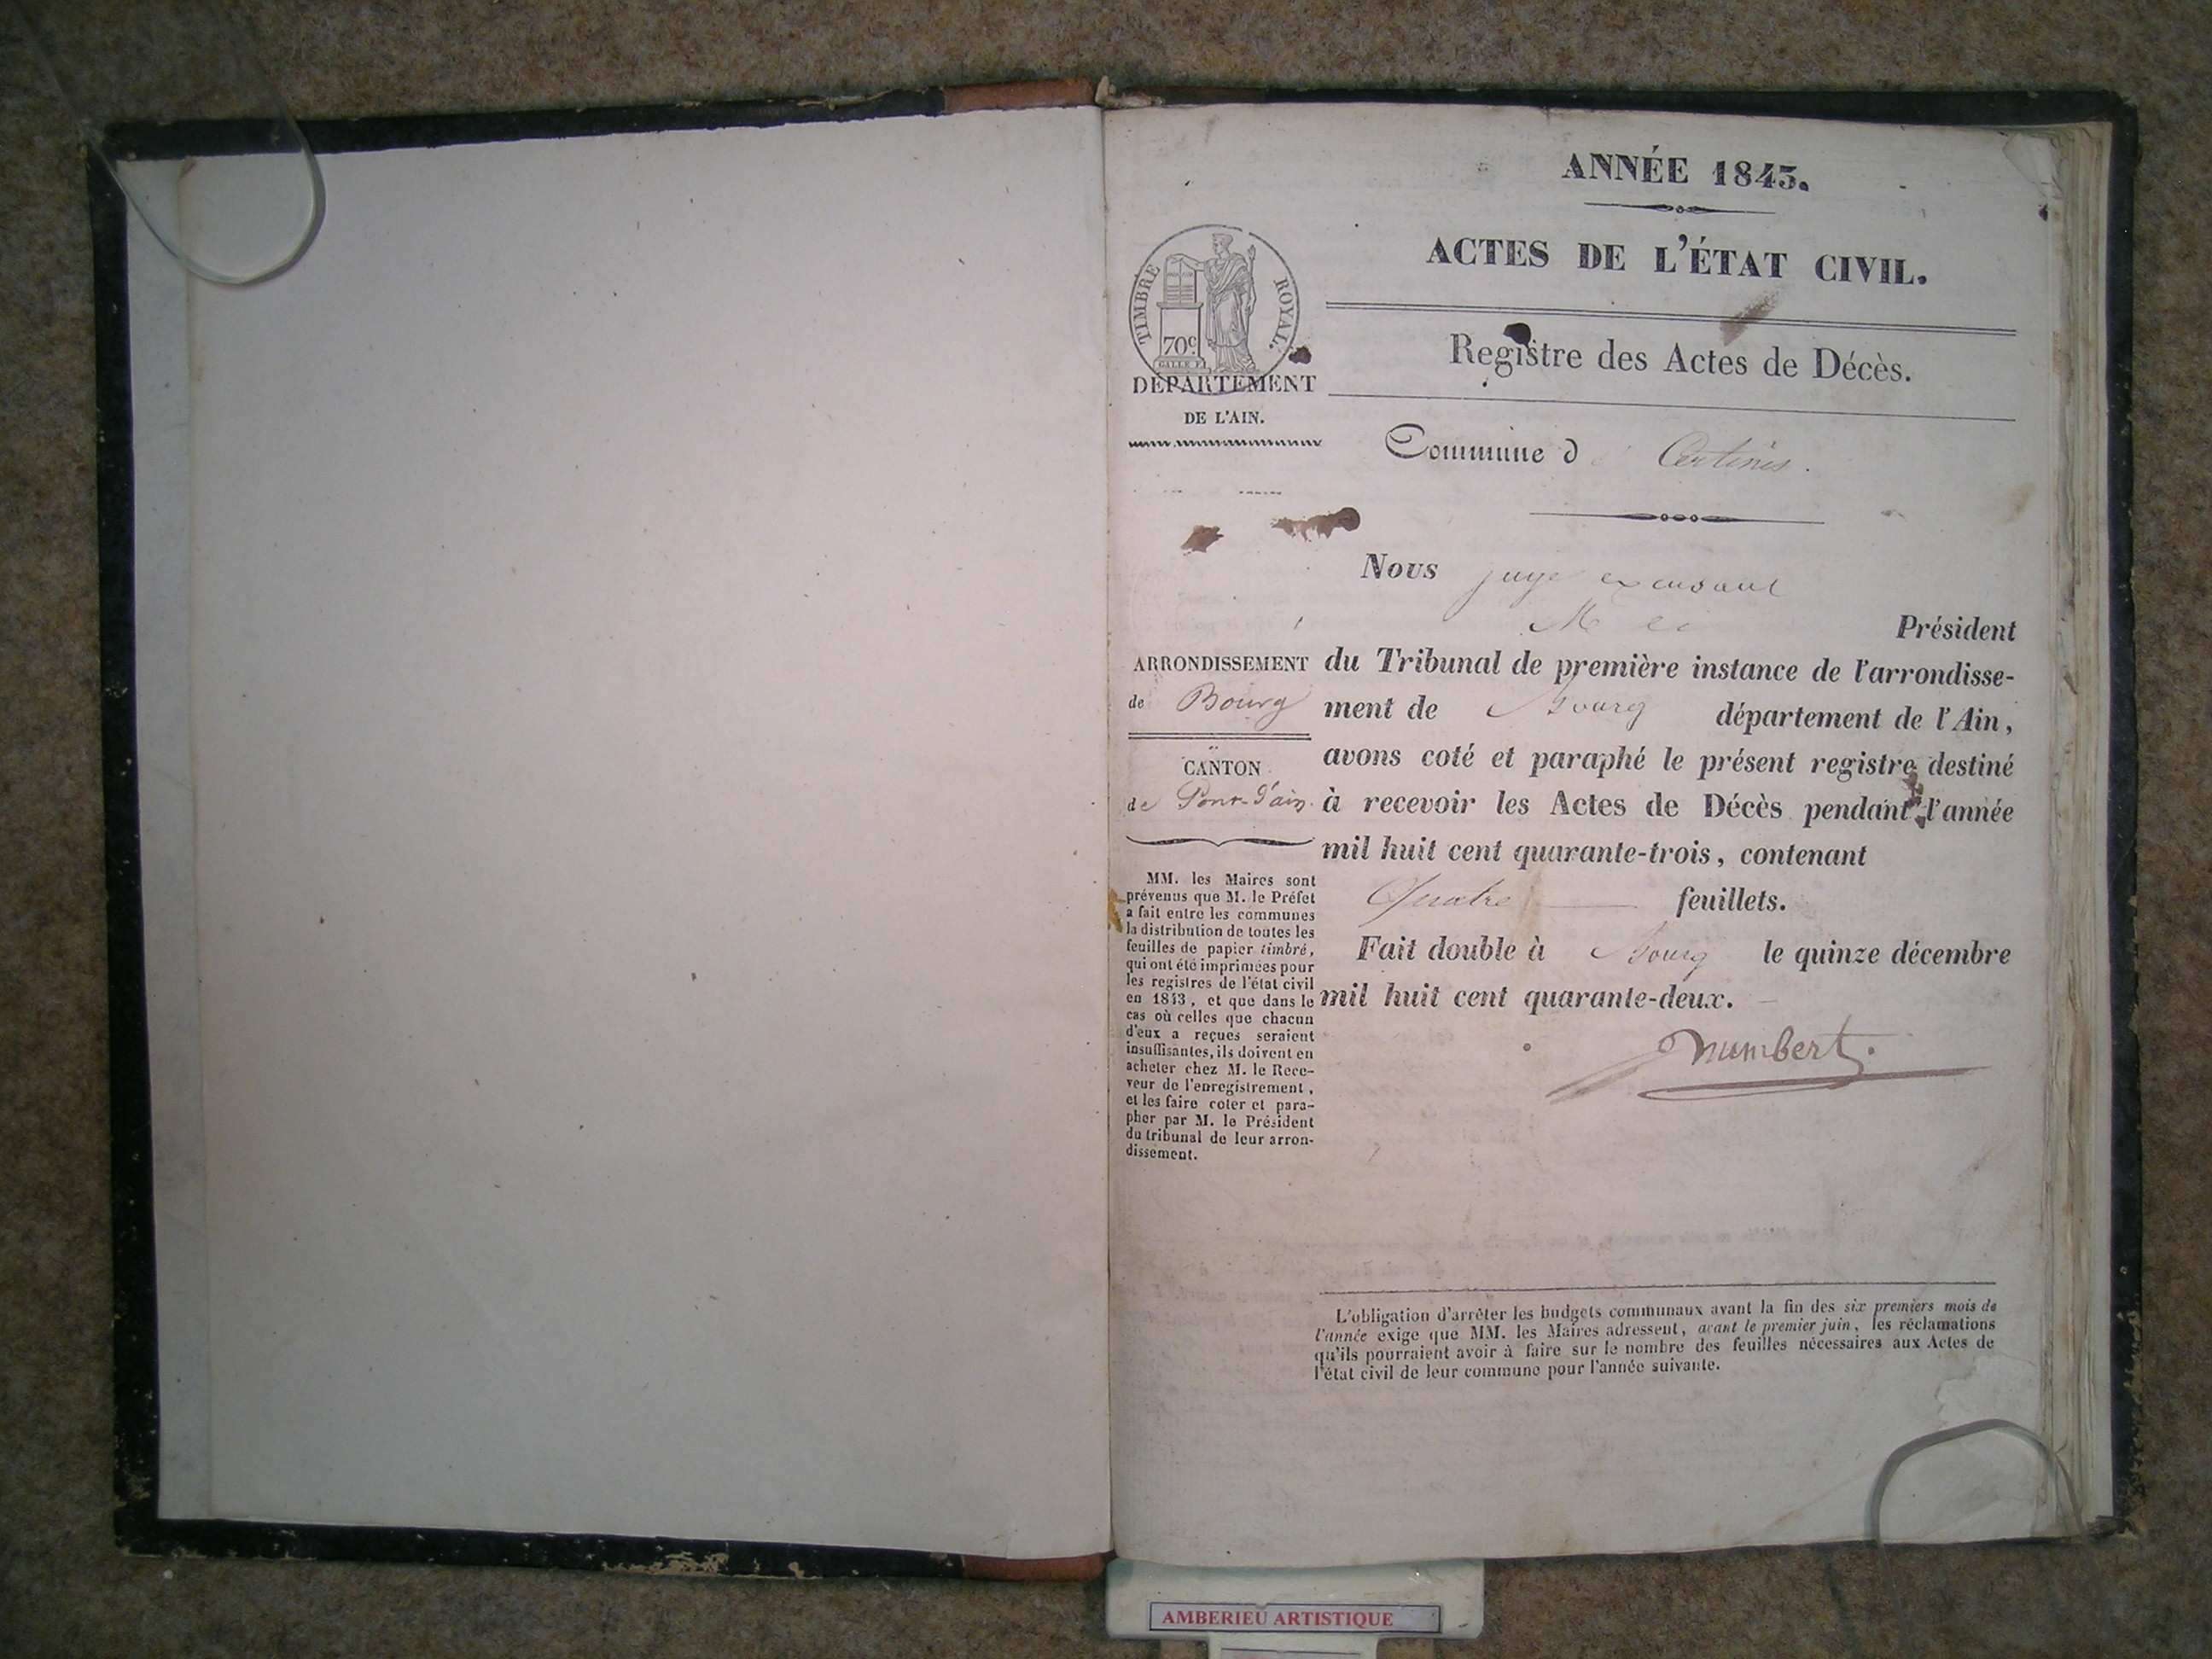 ANNÉE 1843.
ACTES DE L'ÉTAT CIVIL.
TIMBRE ROYAL.
70c
Registre des Actes de Décès.
DÉPARTEMENT
DE L'AIN.
Commune d Certines.
Nous juge excusant
M Président
ARRONDISSEMENT
de Bourg
CANTON
de Pont-d'ain.
du Tribunal de première instance de l'arrondisse-
ment de Bourg département de l'Ain,
avons coté et paraphé le présent registre destiné
à recevoir les Actes de Décès pendant l'année
mil huit cent quarante-trois, contenant
Quatre feuillets.
Fait double à Bourg le quinze décembre
mil huit cent quarante-deux.
MM. les Maires sont
prévenus que M. le Préfet
a fait entre les communes
la distribution de toutes les
feuilles de papier timbré,
qui ont été imprimées pour
les registres de l'état civil
en 1843, et que dans le
cas où celles que chacun
d'eux a reçues seraient
insuffisantes, ils doivent en
acheter chez M. le Rece-
veur de l'enregistrement,
et les faire coter et para-
pher par M. le Président
du tribunal de leur arron-
dissement.
L'obligation d'arrêter les budgets communaux avant la fin des six premiers mois de
l'année exige que MM. les Maires adressent, avant le premier juin, les réclamations
qu'ils pourraient avoir à faire sur le nombre des feuilles nécessaires aux Actes de
l'état civil de leur commune pour l'année suivante.
AMBERIEU ARTISTIQUE